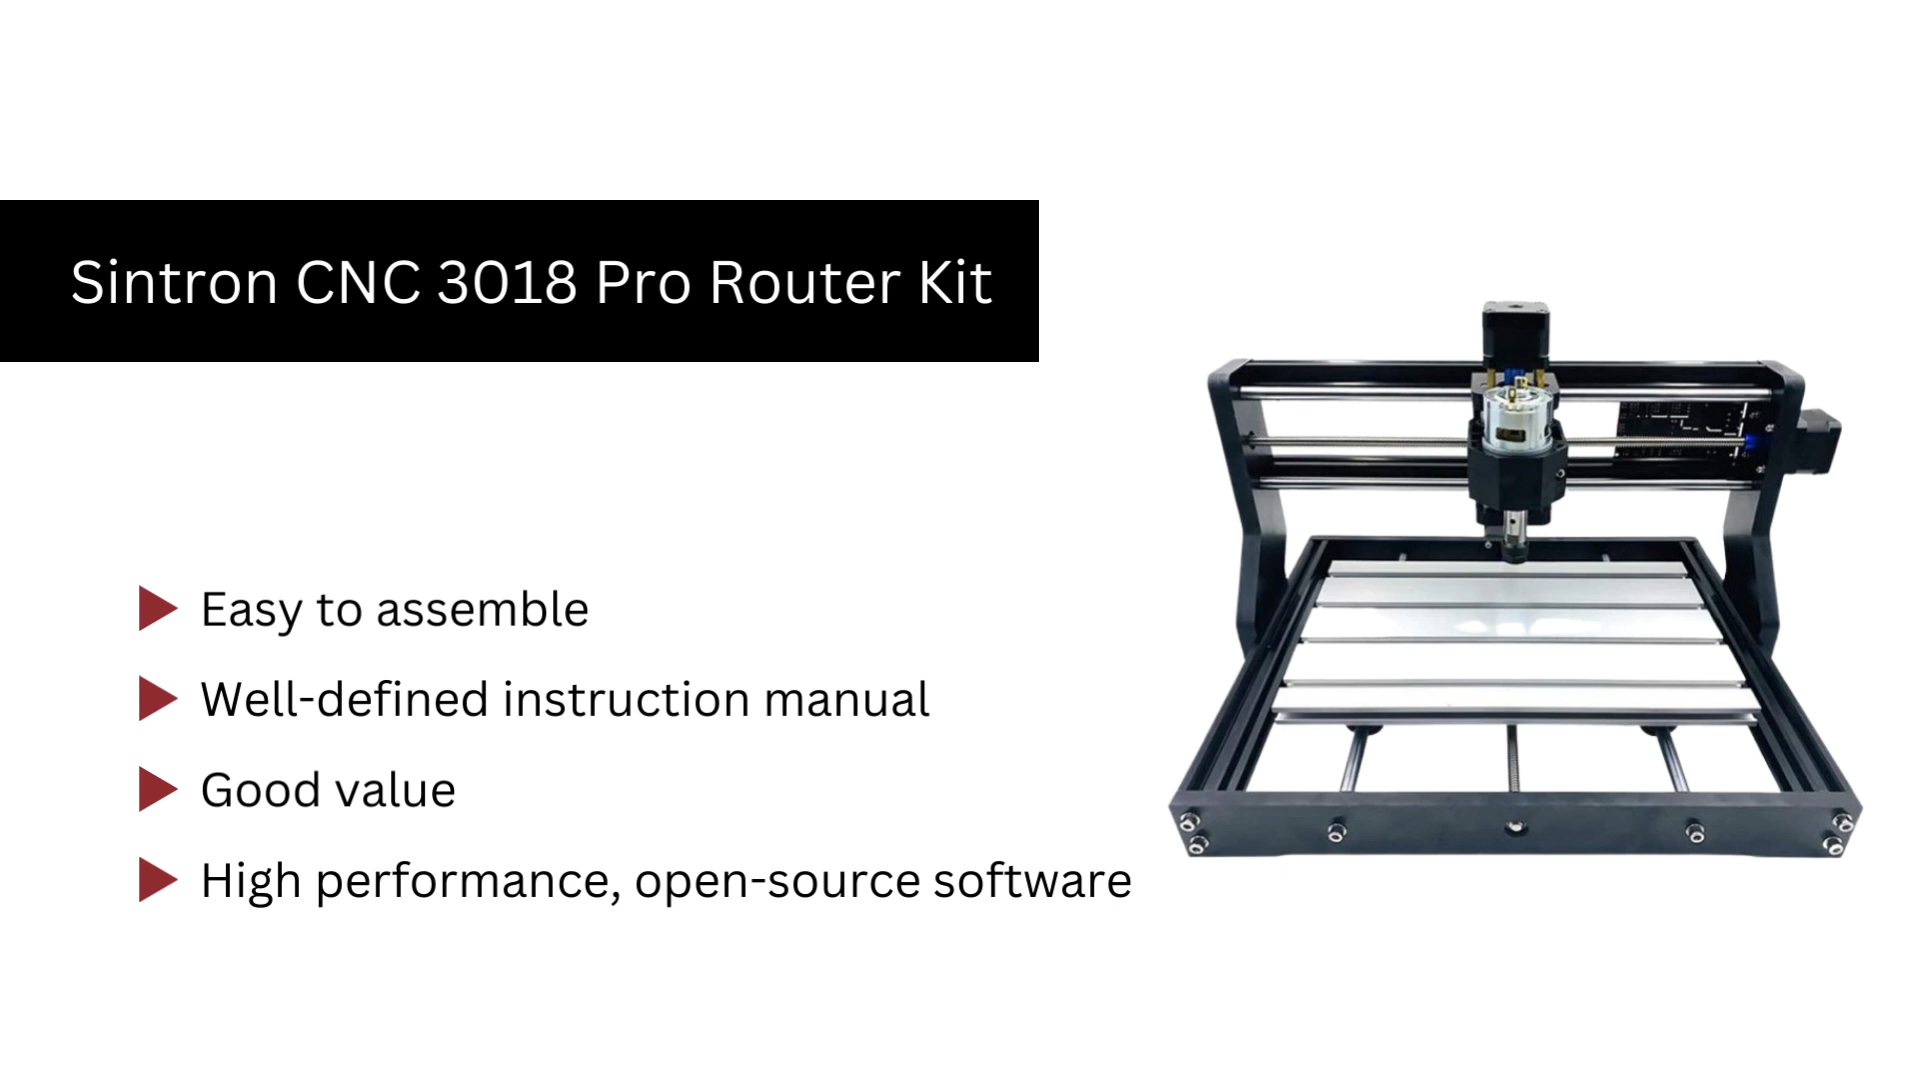 Sintron CNC 3018 Pro Router Kit
Easy to assemble
Well-defined instruction manual
Good value
High performance, open-source software